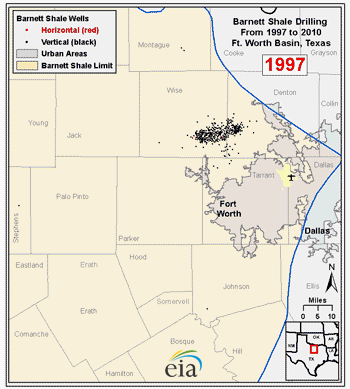 Barnett Shale Wells
Horizontal (red)
Vertical (black)
Urban Areas
Barnett Shale Limit
Barnett Shale Drilling
From 1997 to 2010
Ft. Worth Basin, Texas
1997
Montague
Cooke
Grayson
Wise
Denton
Collin
Young
Jack
Dallas
Tarrant
Palo Pinto
Fort
Worth
Stephens
Parker
Dallas
Hood
Eastland
Erath
Erath
Johnson
Ellis
N
Miles
0 5 10
Somervell
Comanche
Bosque
Hill
Hamilton
eia
OK
AR
NM
TX
LA